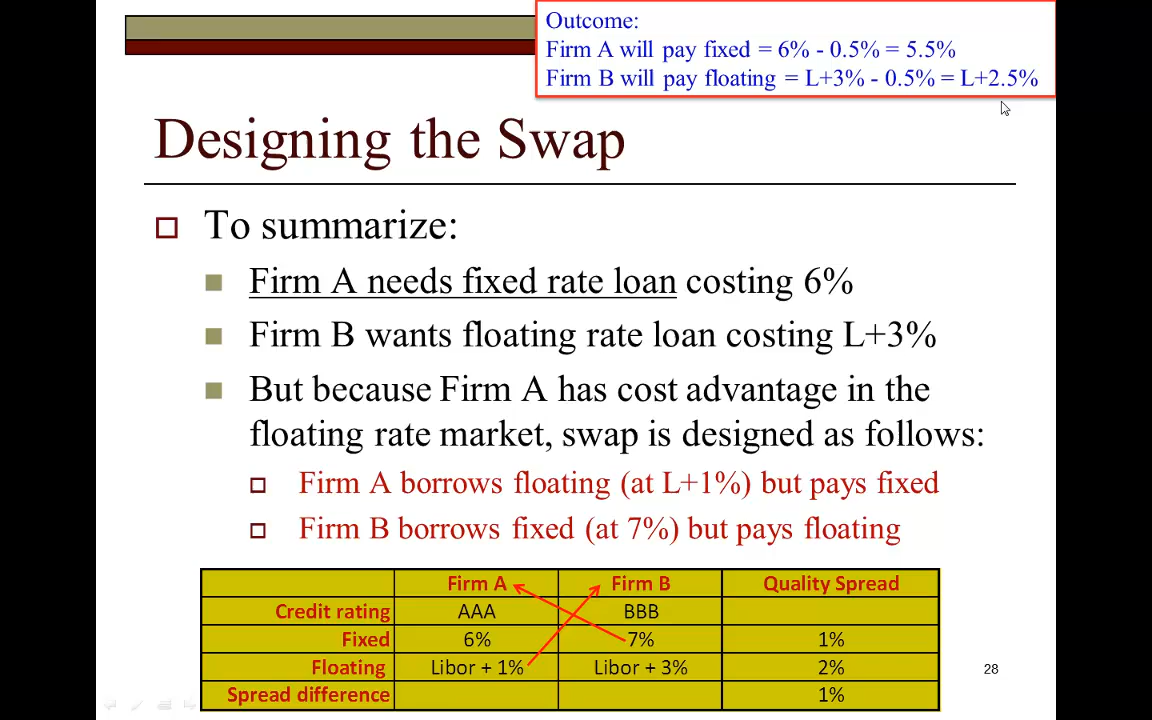 Outcome:
Firm A will pay fixed = 6% - 0.5% = 5.5%
Firm B will pay floating = L+3% - 0.5% = L+2.5%
Designing the Swap
To summarize:
Firm A needs fixed rate loan costing 6%
Firm B wants floating rate loan costing L+3%
But because Firm A has cost advantage in the
floating rate market, swap is designed as follows:
Firm A borrows floating (at L+1%) but pays fixed
Firm B borrows fixed (at 7%) but pays floating
Firm A Firm B Quality Spread
Credit rating AAA BBB
Fixed 6% 7% 1%
Floating Libor + 1% Libor + 3% 2%
Spread difference 1%
28